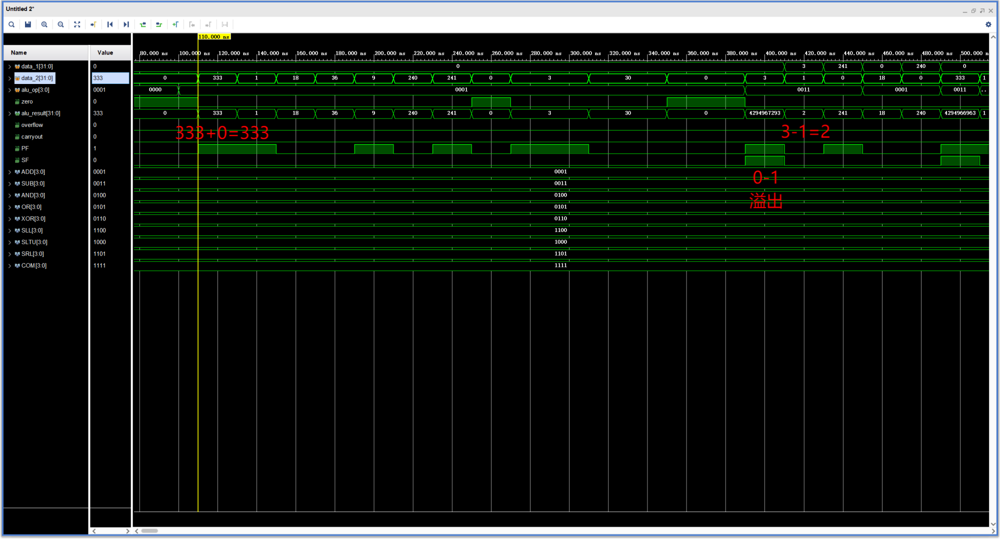 Untitled 2*
110.000 ns
Name Value
80.000 ns 100.000 ns 120.000 ns 140.000 ns 160.000 ns 180.000 ns 200.000 ns 220.000 ns 240.000 ns 260.000 ns 280.000 ns 300.000 ns 320.000 ns 340.000 ns 360.000 ns 380.000 ns 400.000 ns 420.000 ns 440.000 ns 460.000 ns 480.000 ns 500.000 n
data_1[31:0] 0 0 3 241 0 240 0
data_2[31:0] 333 0 333 1 18 36 9 240 241 0 3 30 0 3 1 0 18 0 333 1
alu_op[3:0] 0001 0000 0001 0011 0001 0011 ..
zero 0
alu_result[31:0] 333 0 333 1 18 36 9 240 241 0 3 30 0 4294967293 2 241 18 240 4294966963 1
overflow 0
333+0=333 3-1=2
carryout 0
PF 1
SF 0
ADD[3:0] 0001 0001
0-1
SUB[3:0] 0011 0011
AND[3:0] 0100 0100
溢出
OR[3:0] 0101 0101
XOR[3:0] 0110 0110
SLL[3:0] 1100 1100
SLTU[3:0] 1000 1000
SRL[3:0] 1101 1101
COM[3:0] 1111 1111